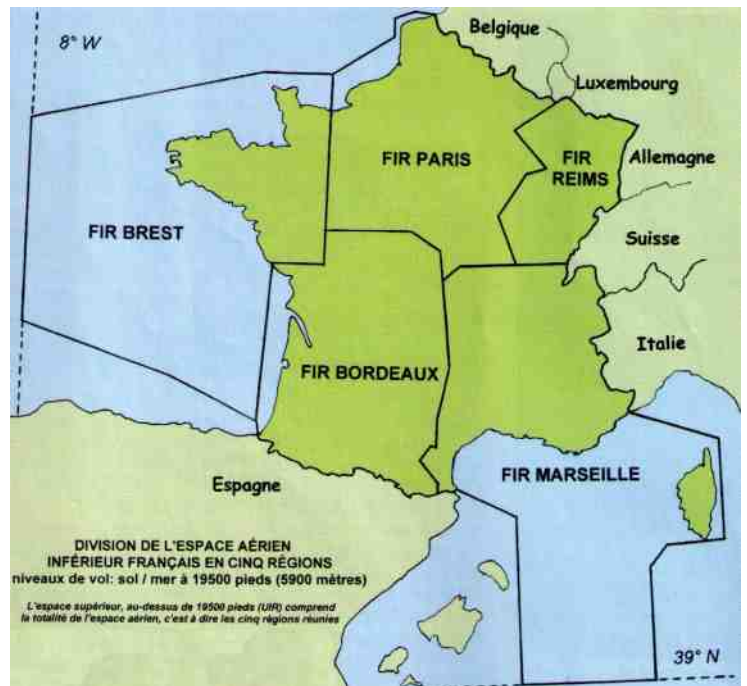 8° W
Belgique
Luxembourg
FIR PARIS
FIR
REIMS
Allemagne
FIR BREST
Suisse
Italie
FIR BORDEAUX
Espagne
FIR MARSEILLE
DIVISION DE L'ESPACE AÉRIEN
INFÉRIEUR FRANÇAIS EN CINQ RÉGIONS
niveaux de vol: sol / mer à 19500 pieds (5900 mètres)
L'espace supérieur, au-dessus de 19500 pieds (UIR) comprend
la totalité de l'espace aérien, c'est à dire les cinq régions réunies
39° N